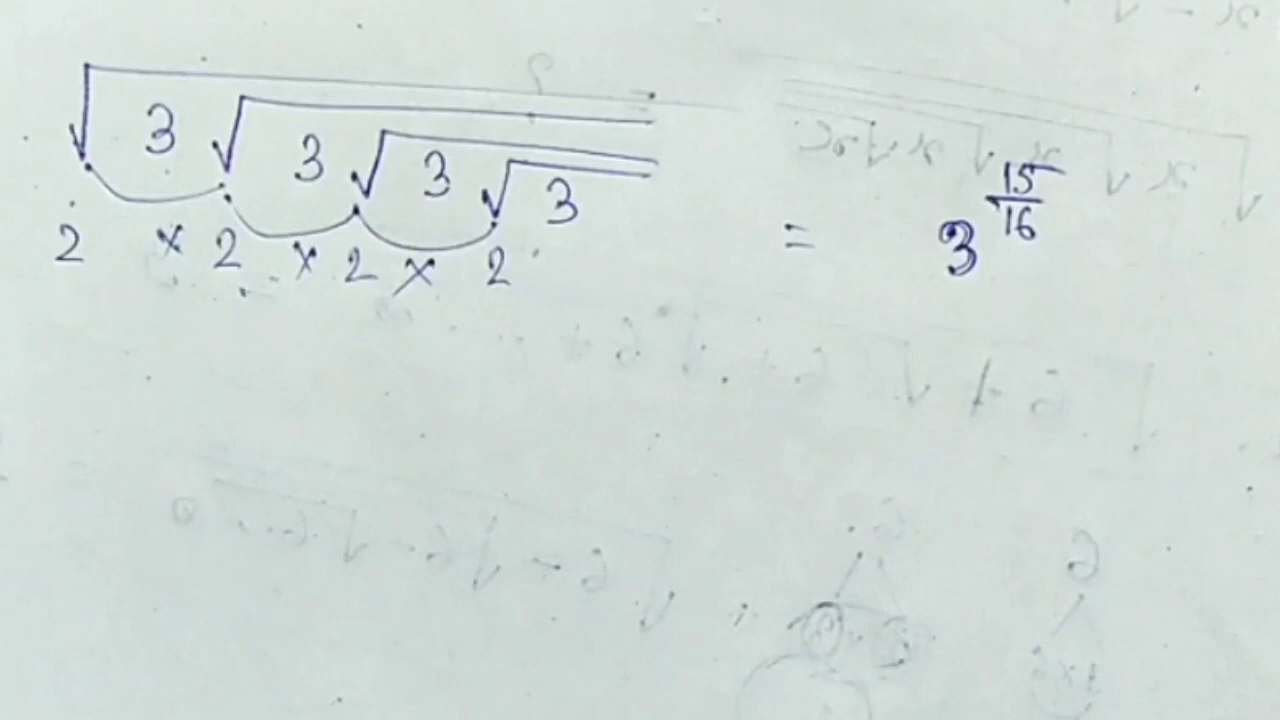 √3√3√3√3 = 3^15/16
2 × 2 × 2 × 2